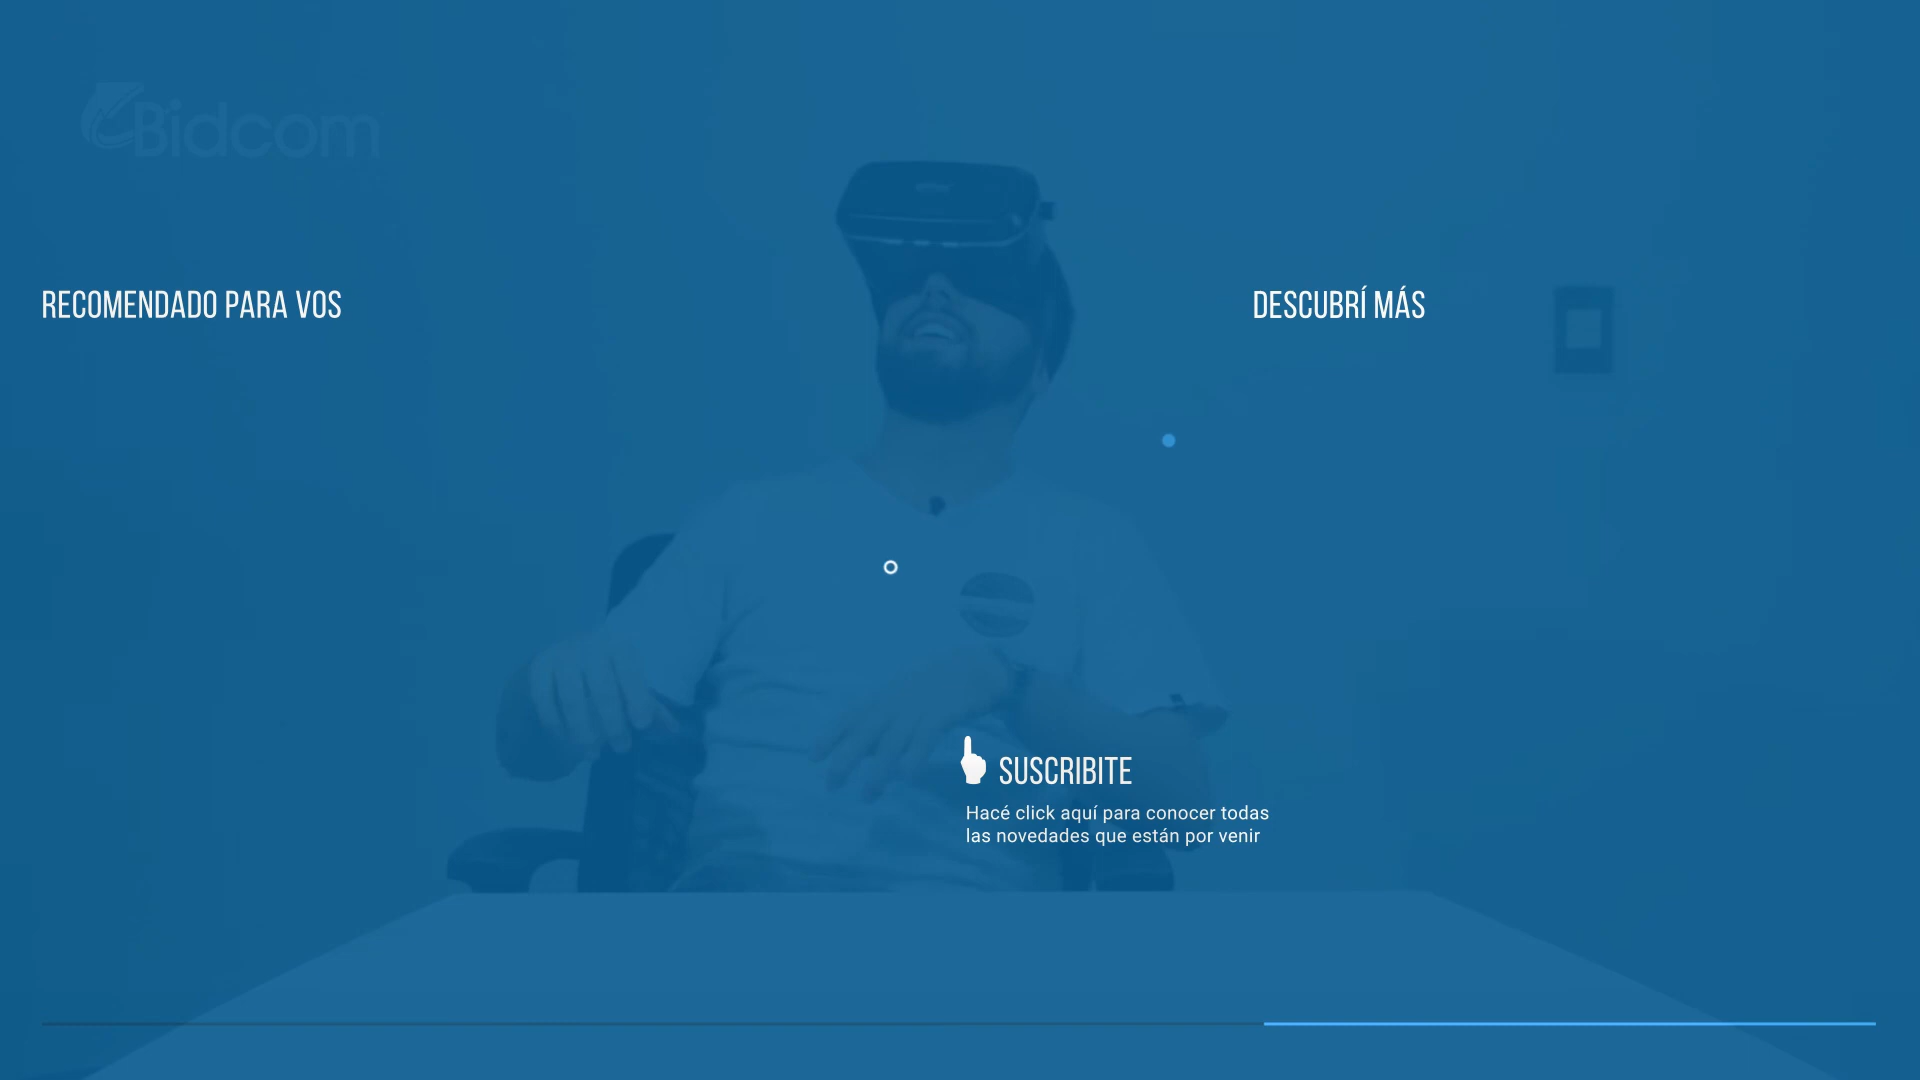 Bidcom
RECOMENDADO PARA VOS
DESCUBRÍ MÁS
SUSCRIBITE
Hacé click aquí para conocer todas
las novedades que están por venir